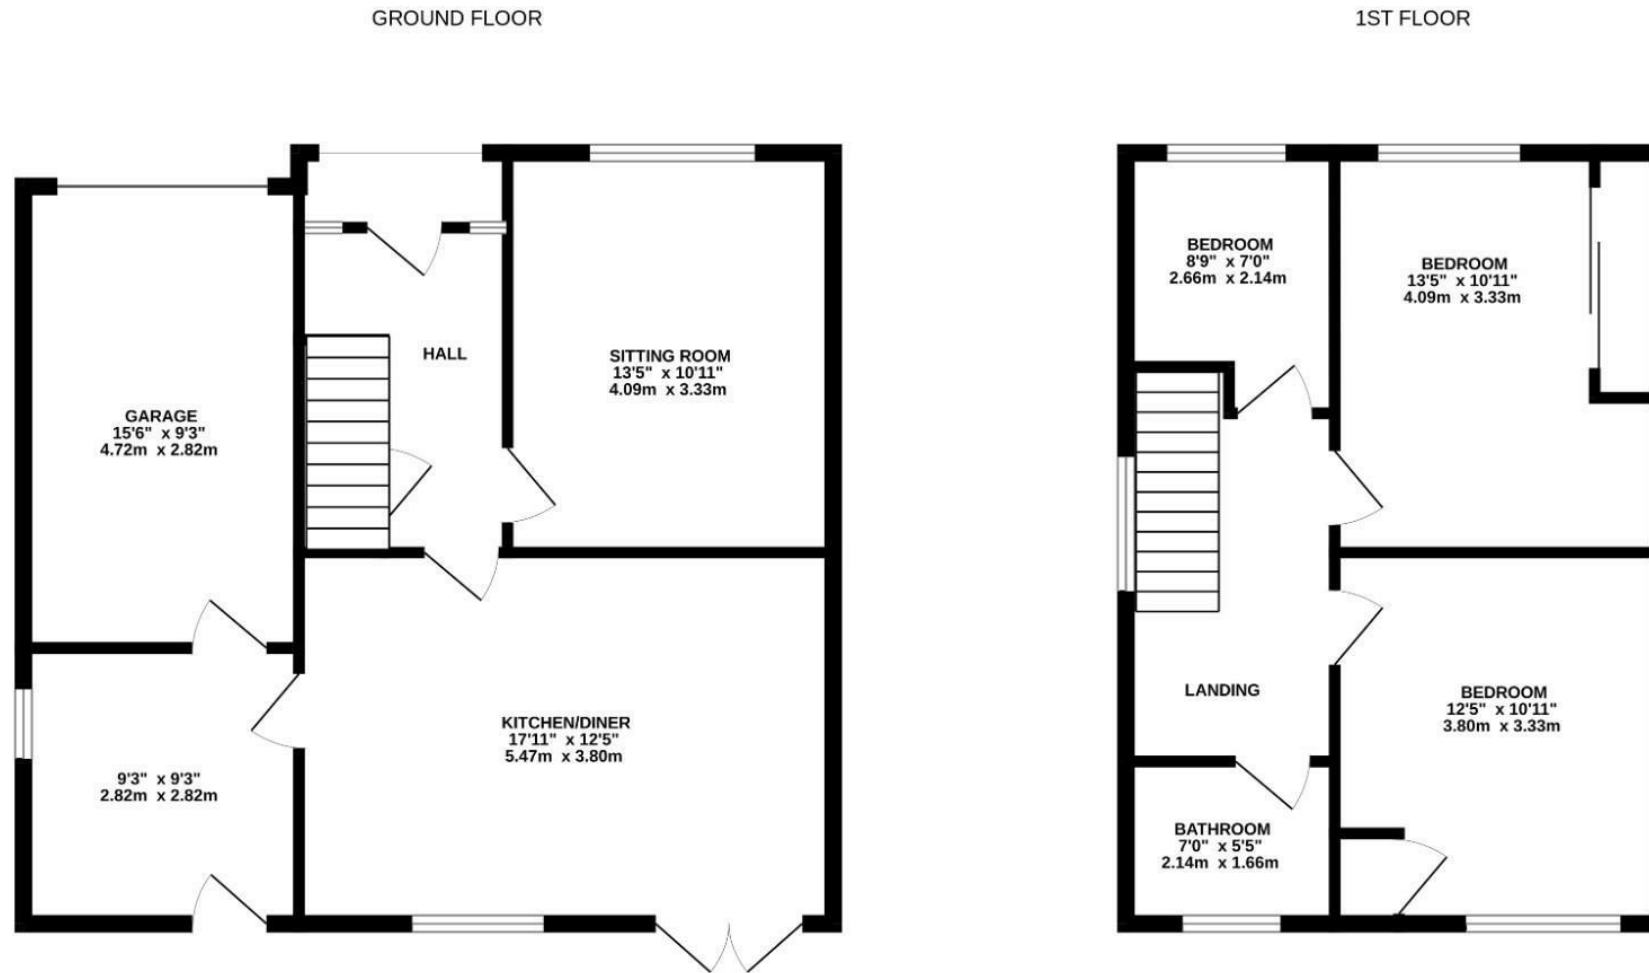 GROUND FLOOR
1ST FLOOR
GARAGE
15'6" x 9'3"
4.72m x 2.82m
HALL
SITTING ROOM
13'5" x 10'11"
4.09m x 3.33m
9'3" x 9'3"
2.82m x 2.82m
KITCHEN/DINER
17'11" x 12'5"
5.47m x 3.80m
BEDROOM
8'9" x 7'0"
2.66m x 2.14m
BEDROOM
13'5" x 10'11"
4.09m x 3.33m
LANDING
BEDROOM
12'5" x 10'11"
3.80m x 3.33m
BATHROOM
7'0" x 5'5"
2.14m x 1.66m